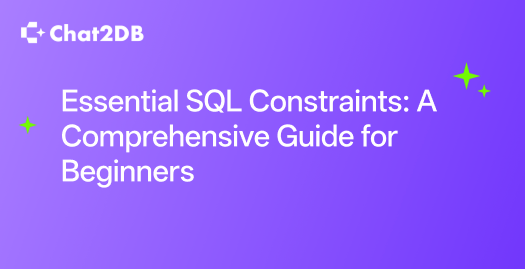 Chat2DB
Essential SQL Constraints: A
Comprehensive Guide for
Beginners